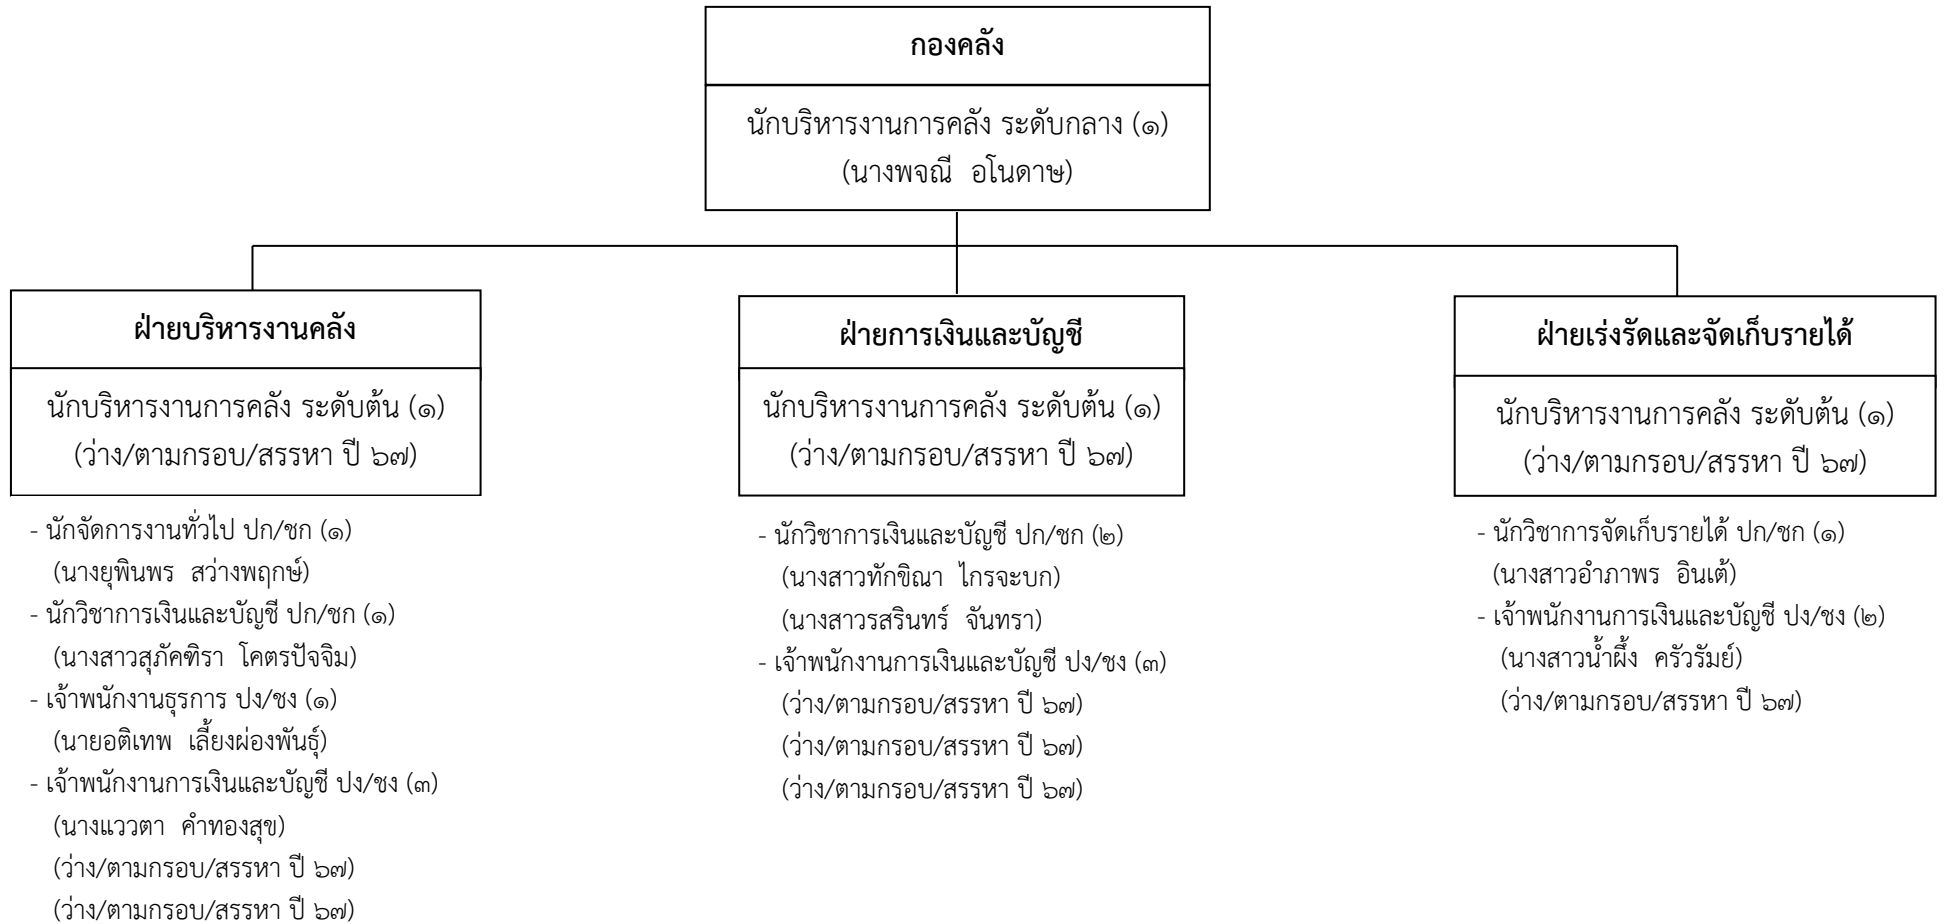 กองคลัง
นักบริหารงานการคลัง ระดับกลาง (๑)
(นางพจณี อโนดาษ)
ฝ่ายบริหารงานคลัง
นักบริหารงานการคลัง ระดับต้น (๑)
(ว่าง/ตามกรอบ/สรรหา ปี ๖๗)
- นักจัดการงานทั่วไป ปก/ชก (๑)
(นางยุพินพร สว่างพฤกษ์)
- นักวิชาการเงินและบัญชี ปก/ชก (๑)
(นางสาวสุภัคฑิรา โคตรปัจจิม)
- เจ้าพนักงานธุรการ ปง/ชง (๑)
(นายอติเทพ เลี้ยงผ่องพันธุ์)
- เจ้าพนักงานการเงินและบัญชี ปง/ชง (๓)
(นางแววตา คำทองสุข)
(ว่าง/ตามกรอบ/สรรหา ปี ๖๗)
(ว่าง/ตามกรอบ/สรรหา ปี ๖๗)
ฝ่ายการเงินและบัญชี
นักบริหารงานการคลัง ระดับต้น (๑)
(ว่าง/ตามกรอบ/สรรหา ปี ๖๗)
- นักวิชาการเงินและบัญชี ปก/ชก (๒)
(นางสาวทักขิณา ไกรจะบก)
(นางสาวรสรินทร์ จันทรา)
- เจ้าพนักงานการเงินและบัญชี ปง/ชง (๓)
(ว่าง/ตามกรอบ/สรรหา ปี ๖๗)
(ว่าง/ตามกรอบ/สรรหา ปี ๖๗)
(ว่าง/ตามกรอบ/สรรหา ปี ๖๗)
ฝ่ายเร่งรัดและจัดเก็บรายได้
นักบริหารงานการคลัง ระดับต้น (๑)
(ว่าง/ตามกรอบ/สรรหา ปี ๖๗)
- นักวิชาการจัดเก็บรายได้ ปก/ชก (๑)
(นางสาวอำภาพร อินเต้)
- เจ้าพนักงานการเงินและบัญชี ปง/ชง (๒)
(นางสาวน้ำผึ้ง ครัวรัมย์)
(ว่าง/ตามกรอบ/สรรหา ปี ๖๗)